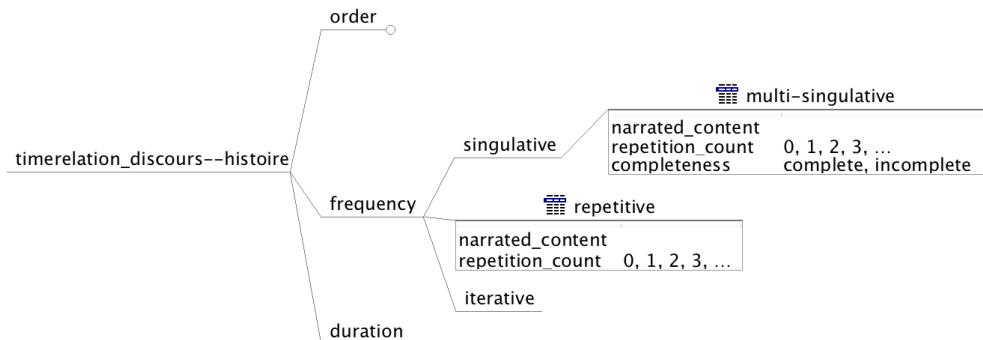 order
multi-singulative
narrated_content
repetition_count 0, 1, 2, 3, ...
completeness complete, incomplete
singulative
timerelation_discours--histoire
frequency
repetitive
narrated_content
repetition_count 0, 1, 2, 3, ...
iterative
duration